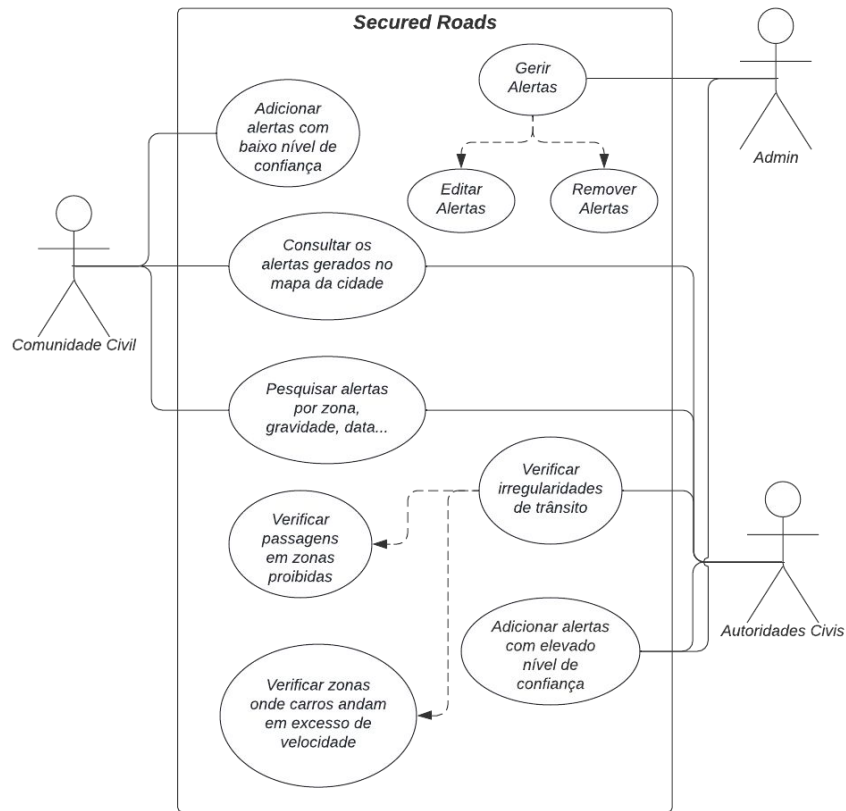 Secured Roads
Gerir
Alertas
Adicionar
alertas com
baixo nível de
confiança
Admin
Editar
Alertas
Remover
Alertas
Consultar os
alertas gerados no
mapa da cidade
Comunidade Civil
Pesquisar alertas
por zona,
gravidade, data...
Verificar
irregularidades
de trânsito
Verificar
passagens
em zonas
proibidas
Adicionar alertas
com elevado
nível de
confiança
Autoridades Civis
Verificar zonas
onde carros andam
em excesso de
velocidade